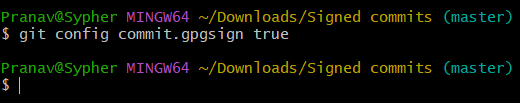 Pranav@Sypher MINGW64 ~/Downloads/Signed commits (master)
$ git config commit.gpgsign true
Pranav@Sypher MINGW64 ~/Downloads/Signed commits (master)
$